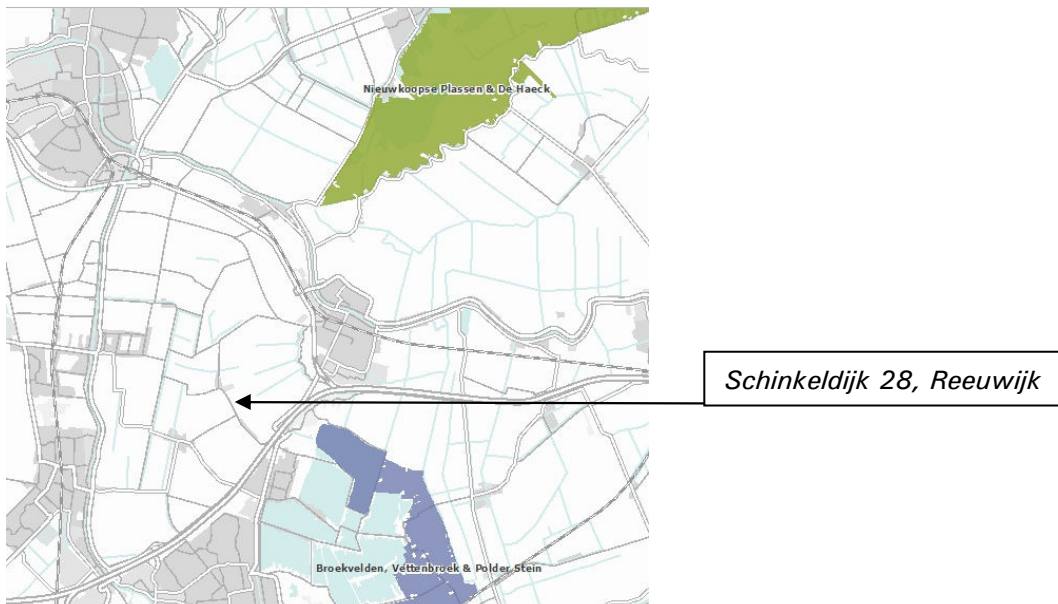 Nieuwkoopse Plassen & De Haeck
Schinkeldijk 28, Reeuwijk
Broekvelden, Vettenbroek & Polder Stein